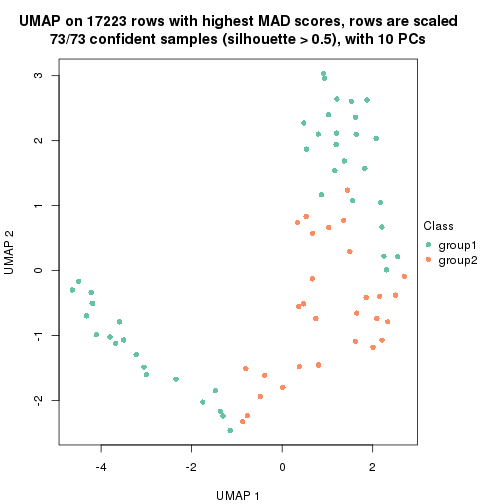 UMAP on 17223 rows with highest MAD scores, rows are scaled
73/73 confident samples (silhouette > 0.5), with 10 PCs
3
2
1
0
-1
-2
UMAP 2
-4
-2
0
2
UMAP 1
Class
group1
group2